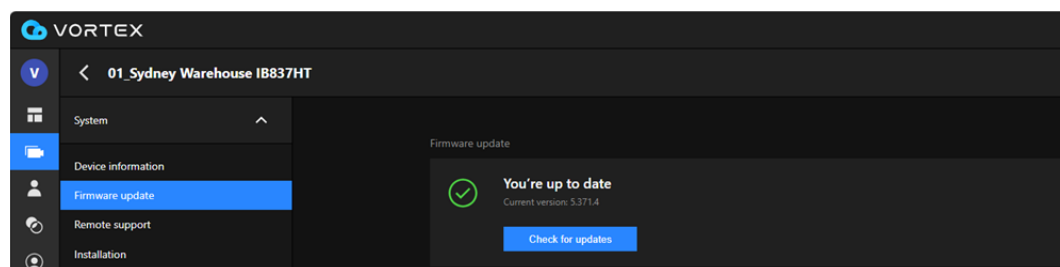 VORTEX
V
01_Sydney Warehouse IB837HT
System
Firmware update
Device information
You're up to date
Firmware update
Current version: 5.371.4
Remote support
Check for updates
Installation